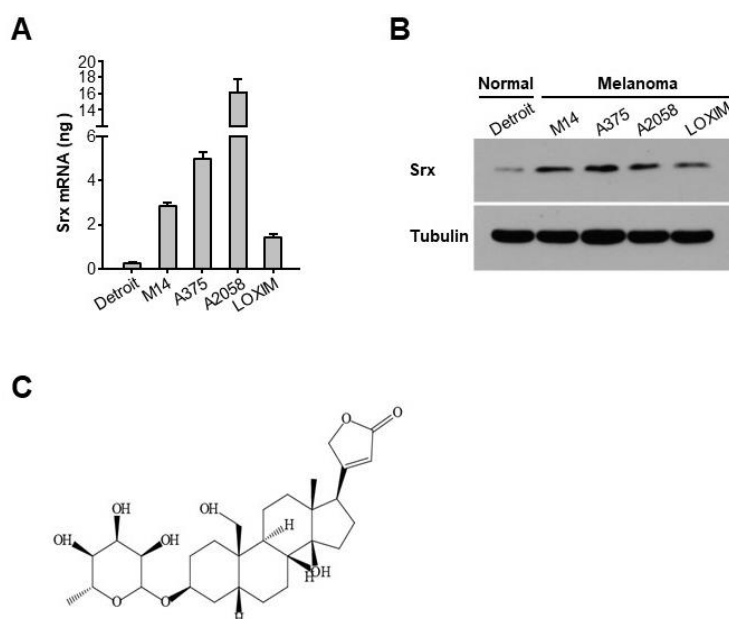 A
Srx mRNA (ng)
20
18
16
14
6
4
2
0
Detroit
M14
A375
A2058
LOXIM
B
Normal Melanoma
Detroit M14 A375 A2058 LOXIM
Srx
Tubulin
C
O
O
OH
OH OH OH
HO
H
H OH
O O
H